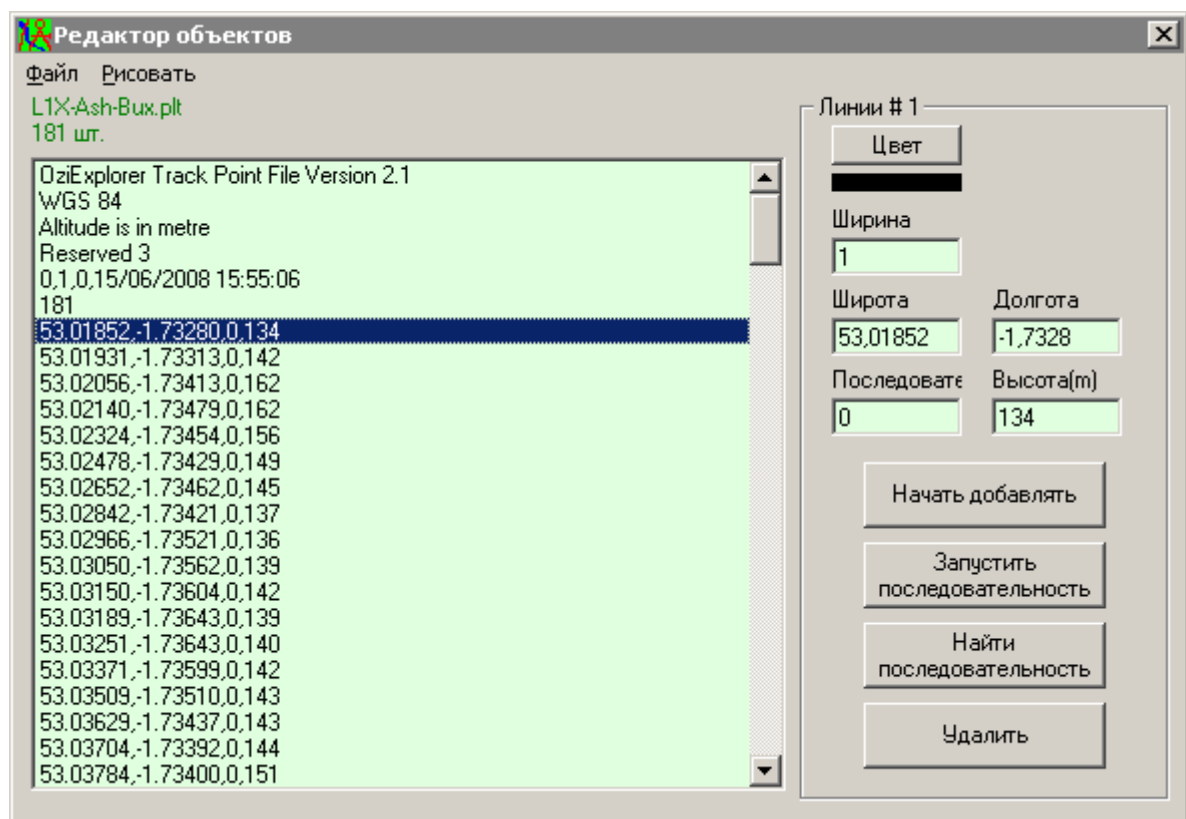 Редактор объектов
Файл Рисовать
L1X-Ash-Bux.plt
181 шт.
OziExplorer Track Point File Version 2.1
WGS 84
Altitude is in metre
Reserved 3
0,1,0,15/06/2008 15:55:06
181
53.01852,-1.73280,0,134
53.01931,-1.73313,0,142
53.02056,-1.73413,0,162
53.02140,-1.73479,0,162
53.02324,-1.73454,0,156
53.02478,-1.73429,0,149
53.02652,-1.73462,0,145
53.02842,-1.73421,0,137
53.02966,-1.73521,0,136
53.03050,-1.73562,0,139
53.03150,-1.73604,0,142
53.03189,-1.73643,0,139
53.03251,-1.73643,0,140
53.03371,-1.73599,0,142
53.03509,-1.73510,0,143
53.03629,-1.73437,0,143
53.03704,-1.73392,0,144
53.03784,-1.73400,0,151
Линии # 1
Цвет
Ширина
1
Широта Долгота
53,01852 -1,7328
Последовате Высота(m)
0 134
Начать добавлять
Запустить
последовательность
Найти
последовательность
Удалить